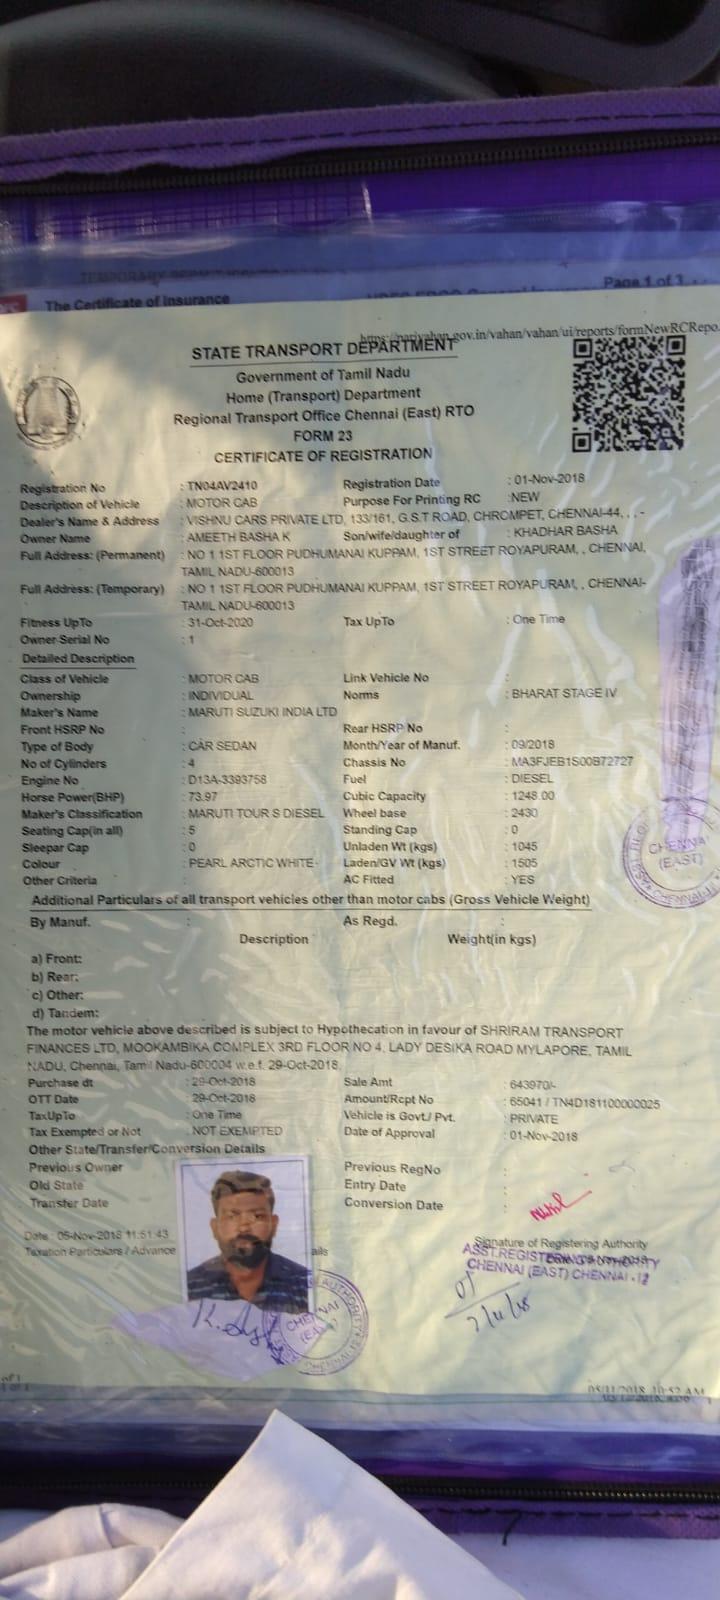 The Certificate of Insurance
Page 1 of 3
https://parivahan.gov.in/vahan/vahan/ui/reports/formNewRCRepo.
STATE TRANSPORT DEPARTMENT
Government of Tamil Nadu
Home (Transport) Department
Regional Transport Office Chennai (East) RTO
FORM 23
CERTIFICATE OF REGISTRATION
Registration No : TN04AV2410 Registration Date : 01-Nov-2018
Description of Vehicle : MOTOR CAB Purpose For Printing RC :NEW
Dealer's Name & Address : VISHNU CARS PRIVATE LTD, 133/161, G.S.T ROAD, CHROMPET, CHENNAI-44, , , -
Owner Name : AMEETH BASHA K Son/wife/daughter of : KHADHAR BASHA
Full Address: (Permanent) : NO 1 1ST FLOOR PUDHUMANAI KUPPAM, 1ST STREET ROYAPURAM, , CHENNAI,
TAMIL NADU-600013
Full Address: (Temporary) : NO 1 1ST FLOOR PUDHUMANAI KUPPAM, 1ST STREET ROYAPURAM, , CHENNAI-
TAMIL NADU-600013
Fitness UpTo : 31-Oct-2020 Tax UpTo : One Time
Owner Serial No : 1
Detailed Description
Class of Vehicle : MOTOR CAB Link Vehicle No :
Ownership : INDIVIDUAL Norms : BHARAT STAGE IV
Maker's Name : MARUTI SUZUKI INDIA LTD
Front HSRP No : Rear HSRP No :
Type of Body : CAR SEDAN Month/Year of Manuf. : 09/2018
No of Cylinders : 4 Chassis No : MA3FJEB1S00B72727
Engine No : D13A-3393758 Fuel : DIESEL
Horse Power(BHP) : 73.97 Cubic Capacity : 1248.00
Maker's Classification : MARUTI TOUR S DIESEL Wheel base : 2430
Seating Cap(in all) : 5 Standing Cap : 0
Sleepar Cap : 0 Unladen Wt (kgs) : 1045
Colour : PEARL ARCTIC WHITE Laden/GV Wt (kgs) : 1505
Other Criteria : AC Fitted : YES
Additional Particulars of all transport vehicles other than motor cabs (Gross Vehicle Weight)
By Manuf. : As Regd. :
Description Weight(in kgs)
a) Front:
b) Rear:
c) Other:
d) Tandem:
The motor vehicle above described is subject to Hypothecation in favour of SHRIRAM TRANSPORT
FINANCES LTD, MOOKAMBIKA COMPLEX 3RD FLOOR NO 4, LADY DESIKA ROAD MYLAPORE, TAMIL
NADU, Chennai, Tamil Nadu-600004 w.e.f. 29-Oct-2018.
Purchase dt : 29-Oct-2018 Sale Amt : 643970/-
OTT Date : 29-Oct-2018 Amount/Rcpt No : 65041 / TN4D181100000025
TaxUpTo : One Time Vehicle is Govt./ Pvt. : PRIVATE
Tax Exempted or Not : NOT EXEMPTED Date of Approval : 01-Nov-2018
Other State/Transfer/Conversion Details
Previous Owner Previous RegNo :
Old State Entry Date :
Transfer Date Conversion Date :
Date : 05-Nov-2018 11:51:43 Signature of Registering Authority
Taxation Particulars / Advance ails
ASST.REGISTERING AUTHORITY
CHENNAI (EAST) CHENNAI - 13
CHENNAI
(EAST)
CHENNAI
(EAST)
05/11/2018, 10:52 AM